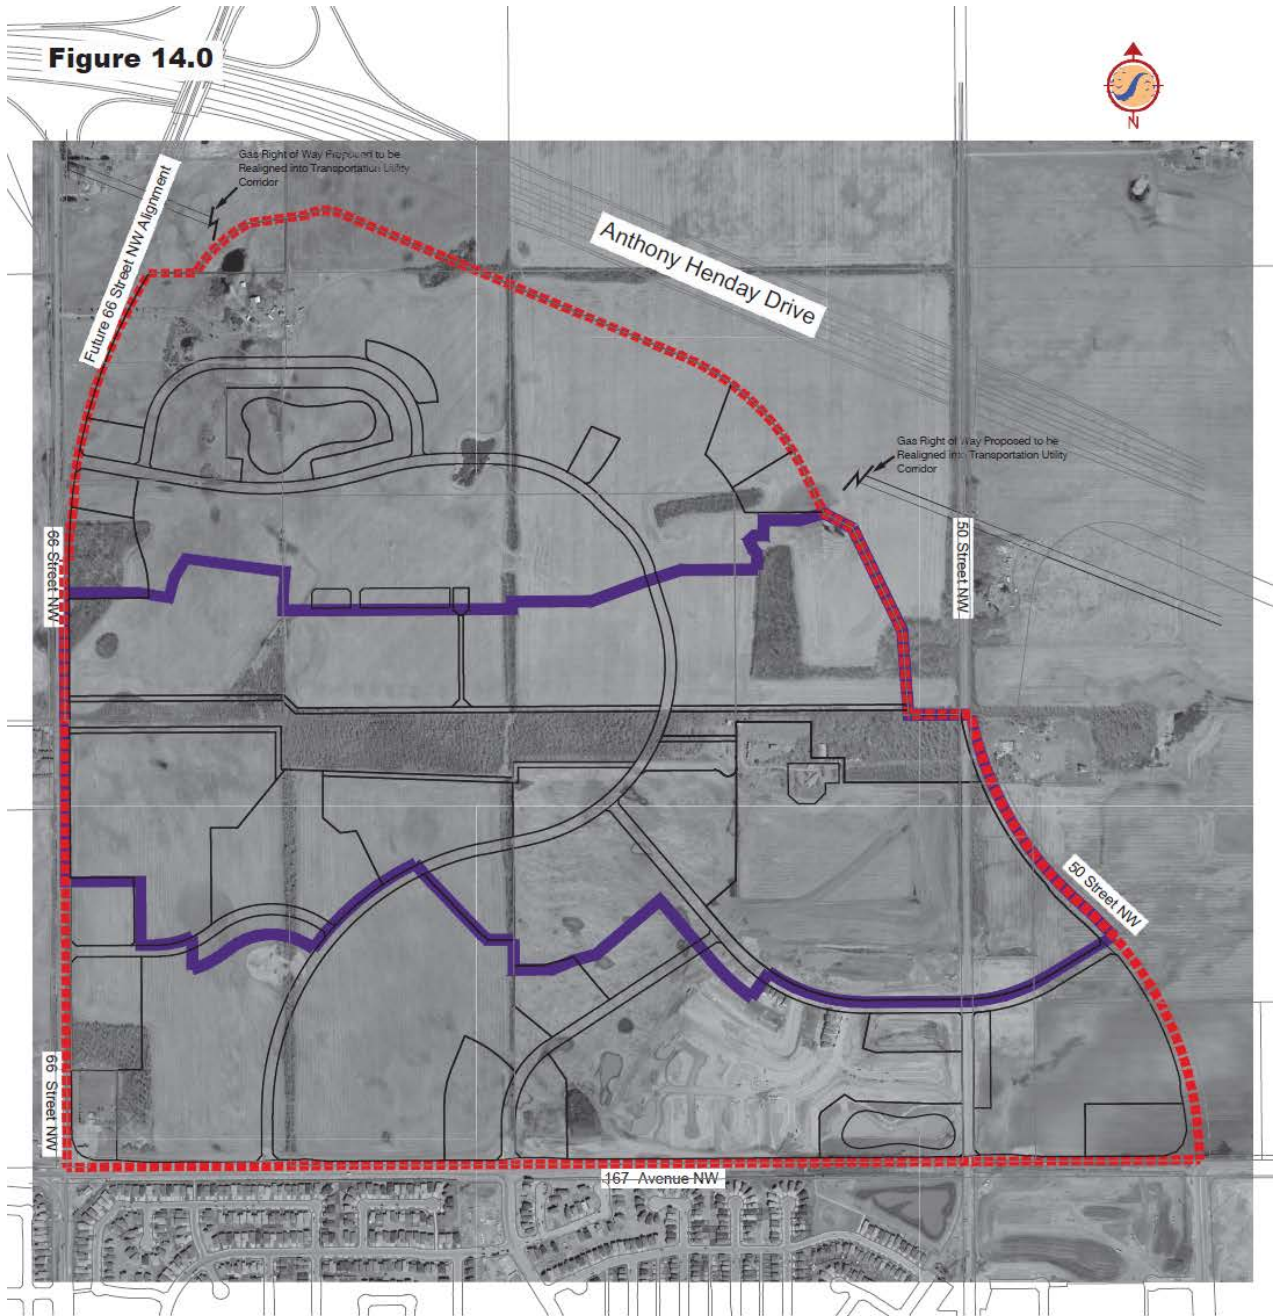 Figure 14.0
N
Gas Right of Way Proposed to be
Realigned into Transportation Utility
Corridor
Future 66 Street NW Alignment
Anthony Henday Drive
Gas Right of Way Proposed to be
Realigned into Transportation Utility
Corridor
66 Street NW
50 Street NW
50 Street NW
66 Street NW
167 Avenue NW